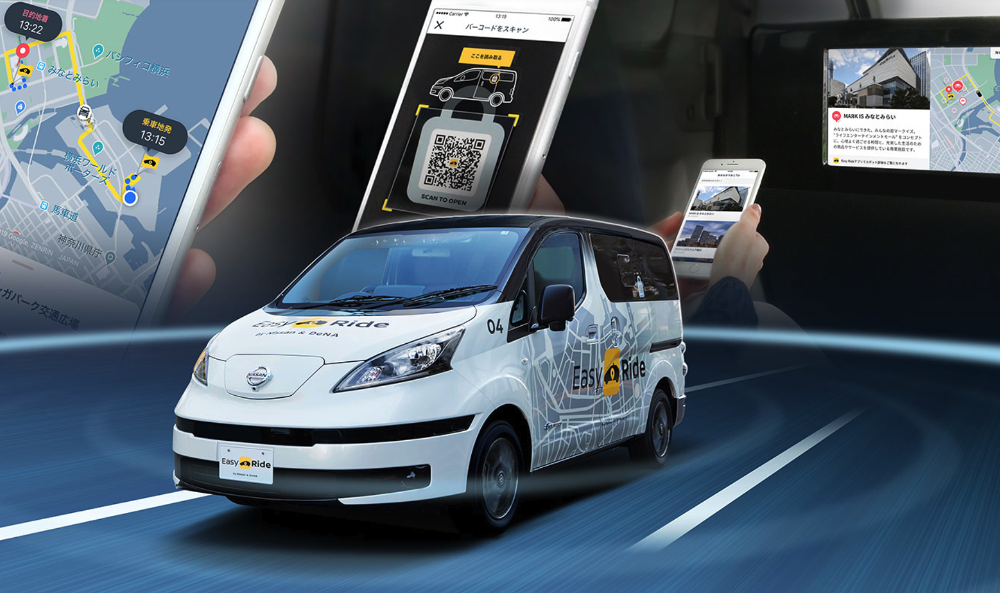 目的地着
13:22
みなとみらい
パシフィコ横浜
乗車地発
13:15
横浜ワールド
ポーターズ
馬車道
神奈川県庁
Google, ZENRIN JAPAN
ガパーク交通広場
Carrier
13:15
100%
バーコードをスキャン
ここを読み取る
SCAN TO OPEN
MARK IS みなとみらい
みなとみらいにできた、みんなの庭マークイズ。
"ライフエンターテインメントモール" をコンセプト
に、心地よく過ごせる時間と、充実した生活のため
の商品やサービスを提供している商業施設です。
Easy Rideアプリでスポット詳細をご覧になれます
Easy Ride
by Nissan & DeNA
04
NISSAN
Easy Ride
Easy Ride
by Nissan & DeNA